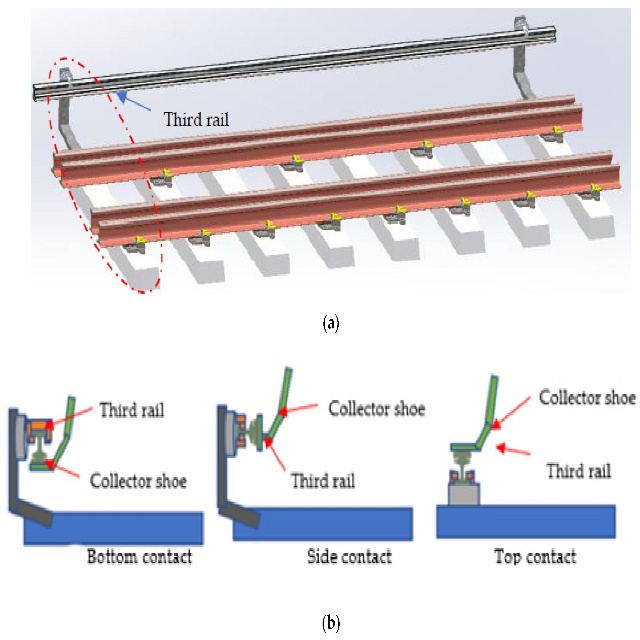 Third rail
(a)
Third rail
Collector shoe
Bottom contact
Collector shoe
Third rail
Side contact
Collector shoe
Third rail
Top contact
(b)